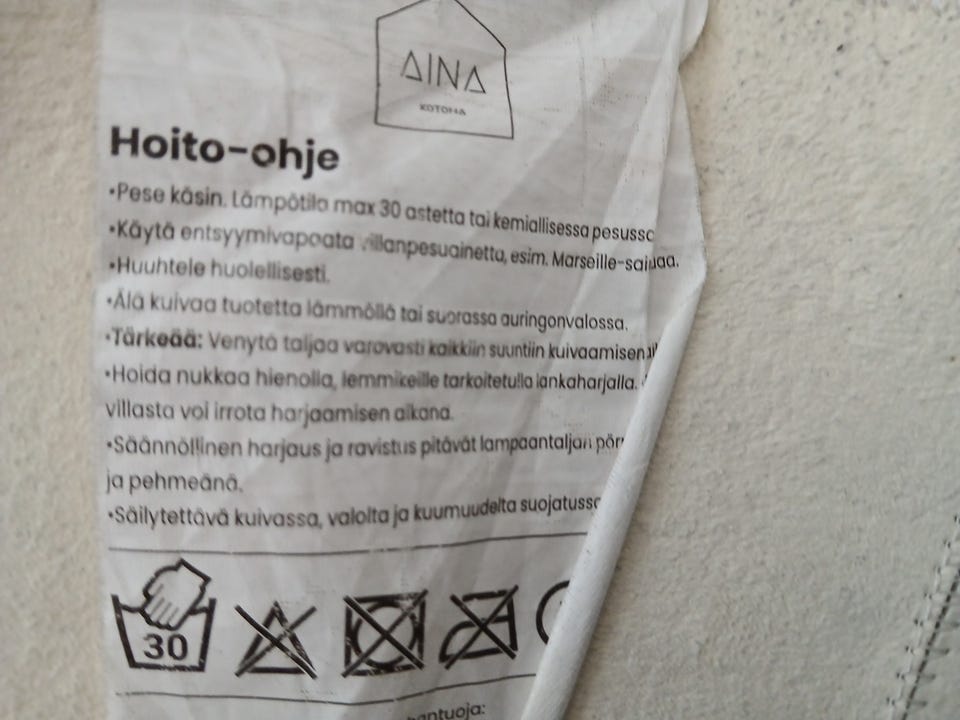 AINA
KOTONA
Hoito-ohje
•Pese käsin. Lämpötila max 30 astetta tai kemiallisessa pesussa
•Käytä entsyymivapaata villanpesuainetta, esim. Marseille-saippuaa.
•Huuhtele huolellisesti.
•Älä kuivaa tuotetta lämmöllä tai suorassa auringonvalossa.
•Tärkeää: Venytä taljaa varovasti kaikkiin suuntiin kuivaamisen
•Hoida nukkaa hienolla, lemmikeille tarkoitetulla lankaharjalla.
villasta voi irrota harjaamisen aikana.
•Säännöllinen harjaus ja ravistus pitävät lampaantaljan
ja pehmeänä.
•Säilytettävä kuivassa, valolta ja kuumuudelta suojatussa
30